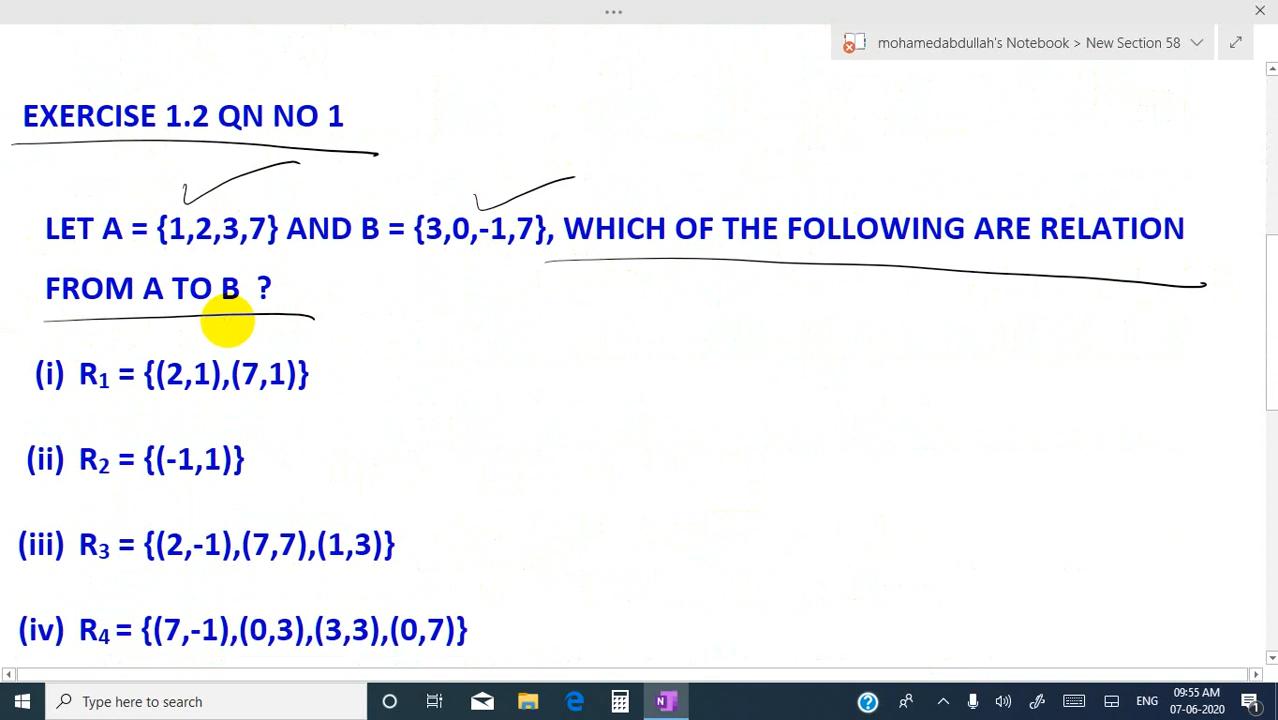 mohamedabdullah's Notebook > New Section 58
EXERCISE 1.2 QN NO 1
LET A = {1,2,3,7} AND B = {3,0,-1,7}, WHICH OF THE FOLLOWING ARE RELATION
FROM A TO B ?
(i) R₁ = {(2,1),(7,1)}
(ii) R₂ = {(-1,1)}
(iii) R₃ = {(2,-1),(7,7),(1,3)}
(iv) R₄ = {(7,-1),(0,3),(3,3),(0,7)}
Type here to search
ENG
09:55 AM
07-06-2020
1